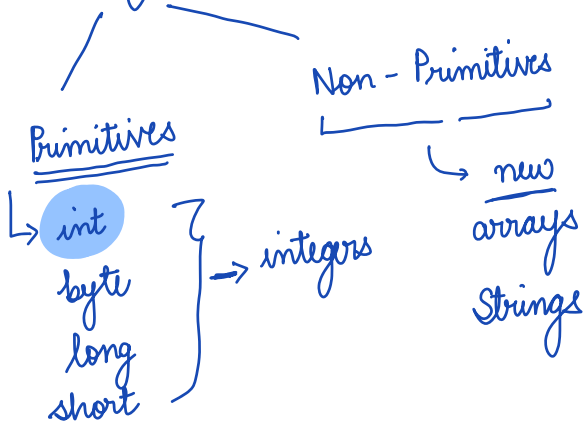 Non - Primitives
Primitives
new
int
arrays
integers
byte
Strings
long
short